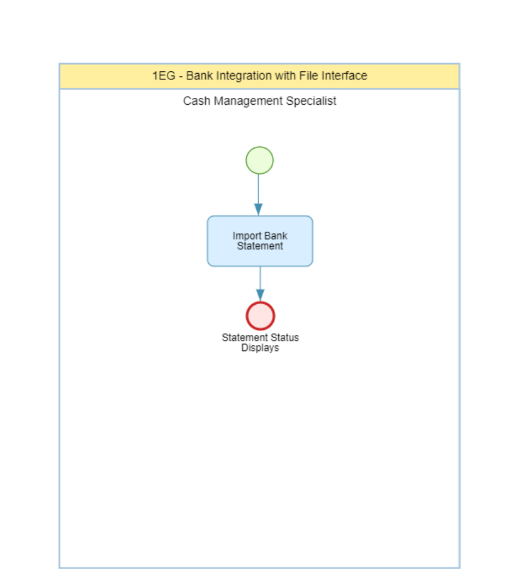 1EG - Bank Integration with File Interface
Cash Management Specialist
Import Bank
Statement
Statement Status
Displays